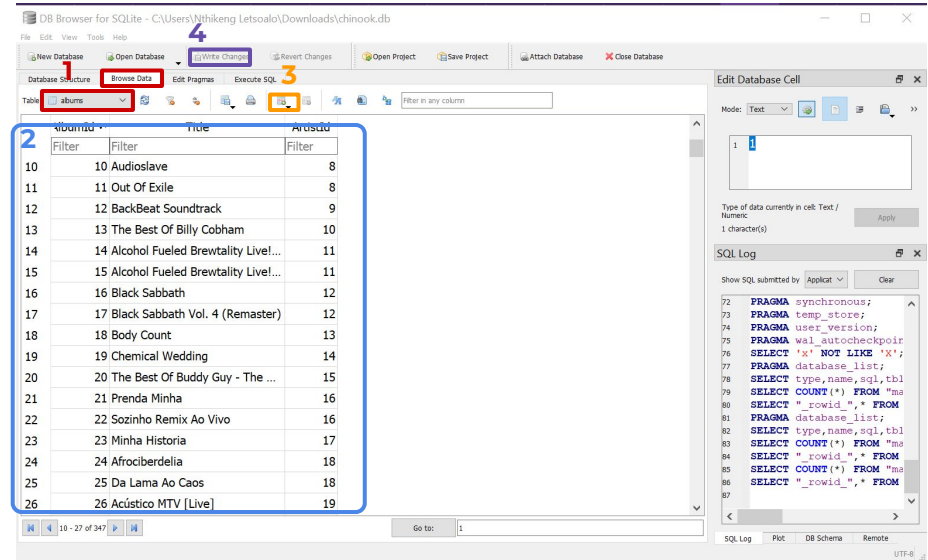 DB Browser for SQLite - C:\Users\Nthikeng Letsoalo\Downloads\chinook.db
File Edit View Tools Help
4
New Database Open Database Write Changes Revert Changes Open Project Save Project Attach Database Close Database
1
3
Database Structure Browse Data Edit Pragmas Execute SQL
Table: albums Filter in any column
2
AlbumId Title ArtistId
Filter Filter Filter
10 10 Audioslave 8
11 11 Out Of Exile 8
12 12 BackBeat Soundtrack 9
13 13 The Best Of Billy Cobham 10
14 14 Alcohol Fueled Brewtality Live!... 11
15 15 Alcohol Fueled Brewtality Live!... 11
16 16 Black Sabbath 12
17 17 Black Sabbath Vol. 4 (Remaster) 12
18 18 Body Count 13
19 19 Chemical Wedding 14
20 20 The Best Of Buddy Guy - The ... 15
21 21 Prenda Minha 16
22 22 Sozinho Remix Ao Vivo 16
23 23 Minha Historia 17
24 24 Afrociberdelia 18
25 25 Da Lama Ao Caos 18
26 26 Acústico MTV [Live] 19
10 - 27 of 347 Go to: 1
Edit Database Cell
Mode: Text
1 1
Type of data currently in cell: Text /
Numeric
1 character(s)
Apply
SQL Log
Show SQL submitted by Applicat Clear
72 PRAGMA synchronous;
73 PRAGMA temp_store;
74 PRAGMA user_version;
75 PRAGMA wal_autocheckpoin
76 SELECT 'x' NOT LIKE 'X';
77 PRAGMA database_list;
78 SELECT type,name,sql,tbl
79 SELECT COUNT(*) FROM "ma
80 SELECT "_rowid_",* FROM
81 PRAGMA database_list;
82 SELECT type,name,sql,tbl
83 SELECT COUNT(*) FROM "ma
84 SELECT "_rowid_",* FROM
85 SELECT COUNT(*) FROM "ma
86 SELECT "_rowid_",* FROM
87
SQL Log Plot DB Schema Remote
UTF-8